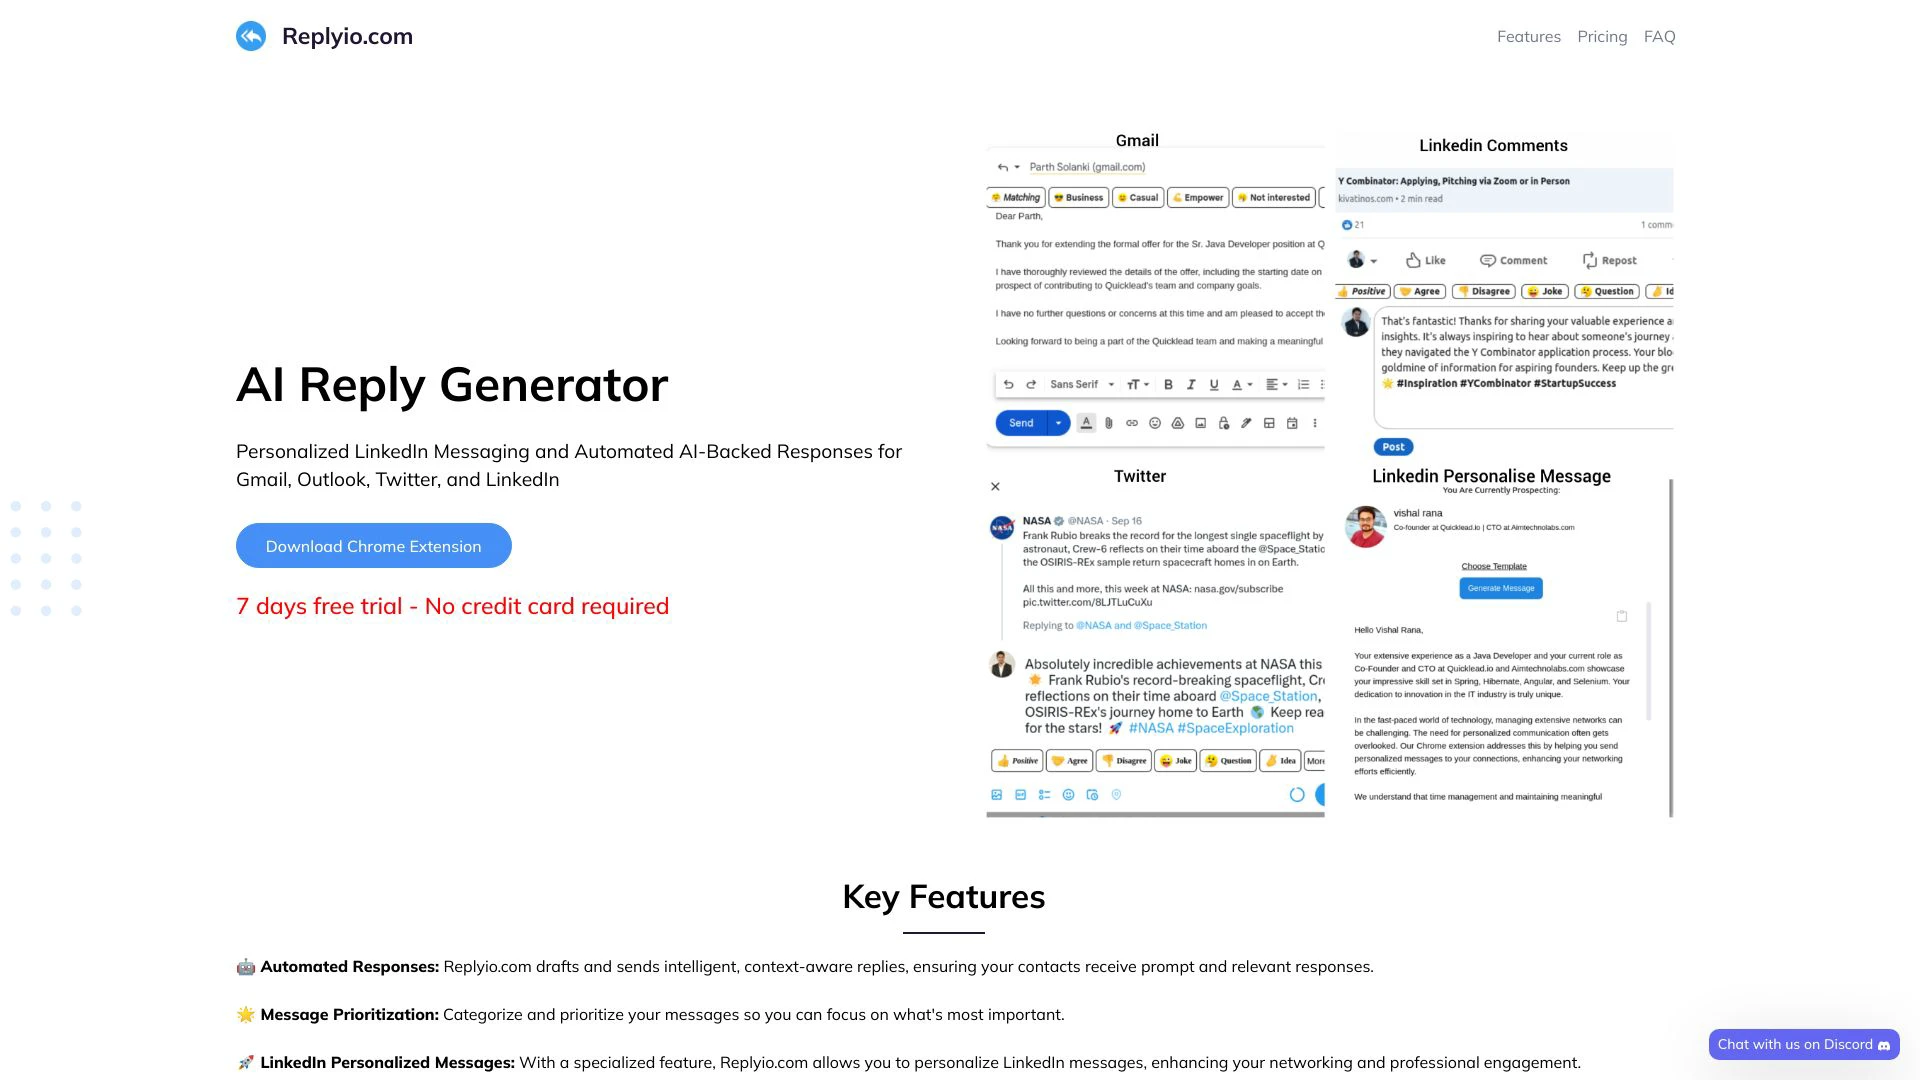 Replyio.com
Features Pricing FAQ
AI Reply Generator
Personalized LinkedIn Messaging and Automated AI-Backed Responses for
Gmail, Outlook, Twitter, and LinkedIn
Download Chrome Extension
7 days free trial - No credit card required
Gmail
Parth Solanki (gmail.com)
Matching Business Casual Empower Not interested
Dear Parth,
Thank you for extending the formal offer for the Sr. Java Developer position at Q
I have thoroughly reviewed the details of the offer, including the starting date on
prospect of contributing to Quicklead's team and company goals.
I have no further questions or concerns at this time and am pleased to accept the
Looking forward to being a part of the Quicklead team and making a meaningful
Sans Serif
Send
Linkedin Comments
Y Combinator: Applying, Pitching via Zoom or in Person
kivatinos.com • 2 min read
21 1 comm
Like Comment Repost
Positive Agree Disagree Joke Question Id
That's fantastic! Thanks for sharing your valuable experience a
insights. It's always inspiring to hear about someone's journey
they navigated the Y Combinator application process. Your blo
goldmine of information for aspiring founders. Keep up the gre
#Inspiration #YCombinator #StartupSuccess
Post
Twitter
NASA @NASA · Sep 16
Frank Rubio breaks the record for the longest single spaceflight by
astronaut, Crew-6 reflects on their time aboard the @Space_Statio
the OSIRIS-REx sample return spacecraft homes in on Earth.
All this and more, this week at NASA: nasa.gov/subscribe
pic.twitter.com/8LJTLuCuXu
Replying to @NASA and @Space_Station
Absolutely incredible achievements at NASA this
🌟 Frank Rubio's record-breaking spaceflight, Cre
reflections on their time aboard @Space_Station,
OSIRIS-REx's journey home to Earth 🌎 Keep rea
for the stars! 🚀 #NASA #SpaceExploration
Positive Agree Disagree Joke Question Idea More
Linkedin Personalise Message
You Are Currently Prospecting:
vishal rana
Co-founder at Quicklead.io | CTO at Aimtechnolabs.com
Choose Template
Generate Message
Hello Vishal Rana,
Your extensive experience as a Java Developer and your current role as
Co-Founder and CTO at Quicklead.io and Aimtechnolabs.com showcase
your impressive skill set in Spring, Hibernate, Angular, and Selenium. Your
dedication to innovation in the IT industry is truly unique.
In the fast-paced world of technology, managing extensive networks can
be challenging. The need for personalized communication often gets
overlooked. Our Chrome extension addresses this by helping you send
personalized messages to your connections, enhancing your networking
efforts efficiently.
We understand that time management and maintaining meaningful
Key Features
🤖 Automated Responses: Replyio.com drafts and sends intelligent, context-aware replies, ensuring your contacts receive prompt and relevant responses.
🌟 Message Prioritization: Categorize and prioritize your messages so you can focus on what's most important.
🚀 LinkedIn Personalized Messages: With a specialized feature, Replyio.com allows you to personalize LinkedIn messages, enhancing your networking and professional engagement.
Chat with us on Discord